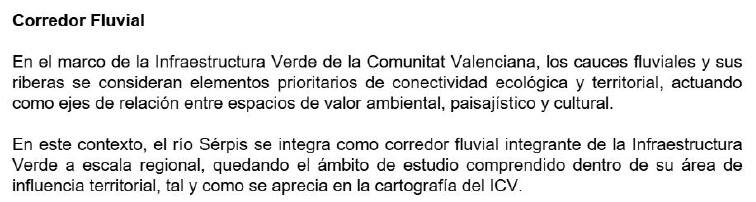 Corredor Fluvial
En el marco de la Infraestructura Verde de la Comunitat Valenciana, los cauces fluviales y sus
riberas se consideran elementos prioritarios de conectividad ecológica y territorial, actuando
como ejes de relación entre espacios de valor ambiental, paisajístico y cultural.
En este contexto, el río Sérpis se integra como corredor fluvial integrante de la Infraestructura
Verde a escala regional, quedando el ámbito de estudio comprendido dentro de su área de
influencia territorial, tal y como se aprecia en la cartografía del ICV.